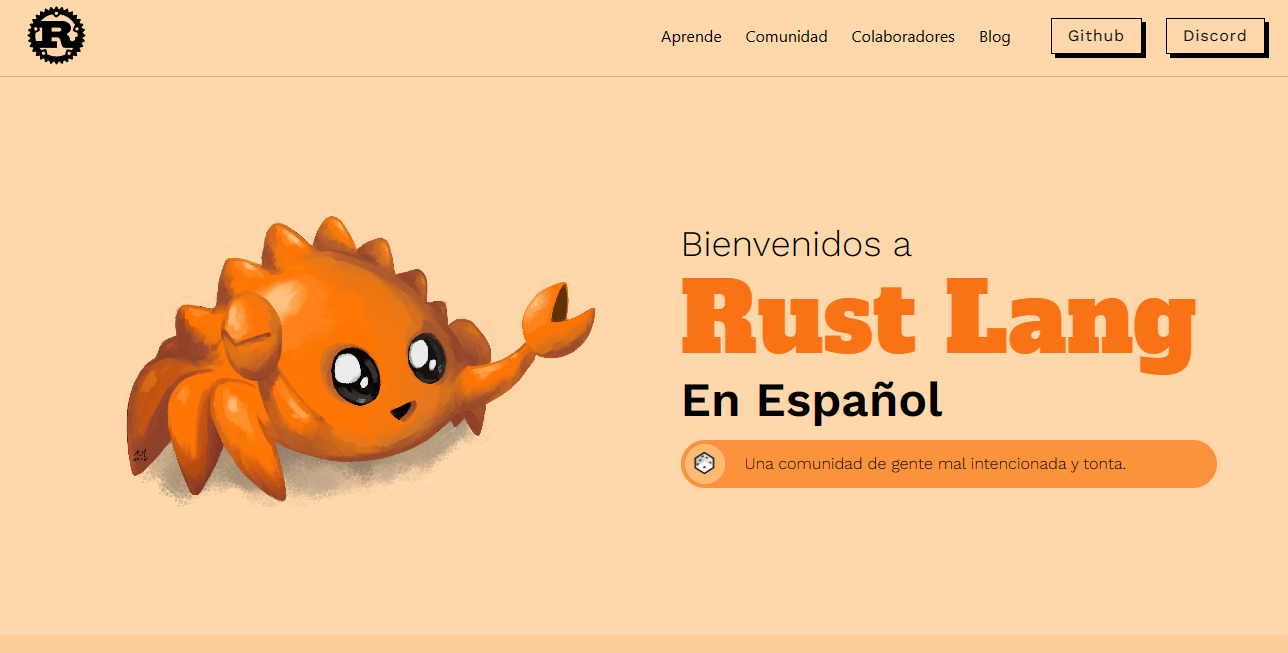 R
Aprende Comunidad Colaboradores Blog Github Discord
Bienvenidos a
Rust Lang
En Español
Una comunidad de gente mal intencionada y tonta.